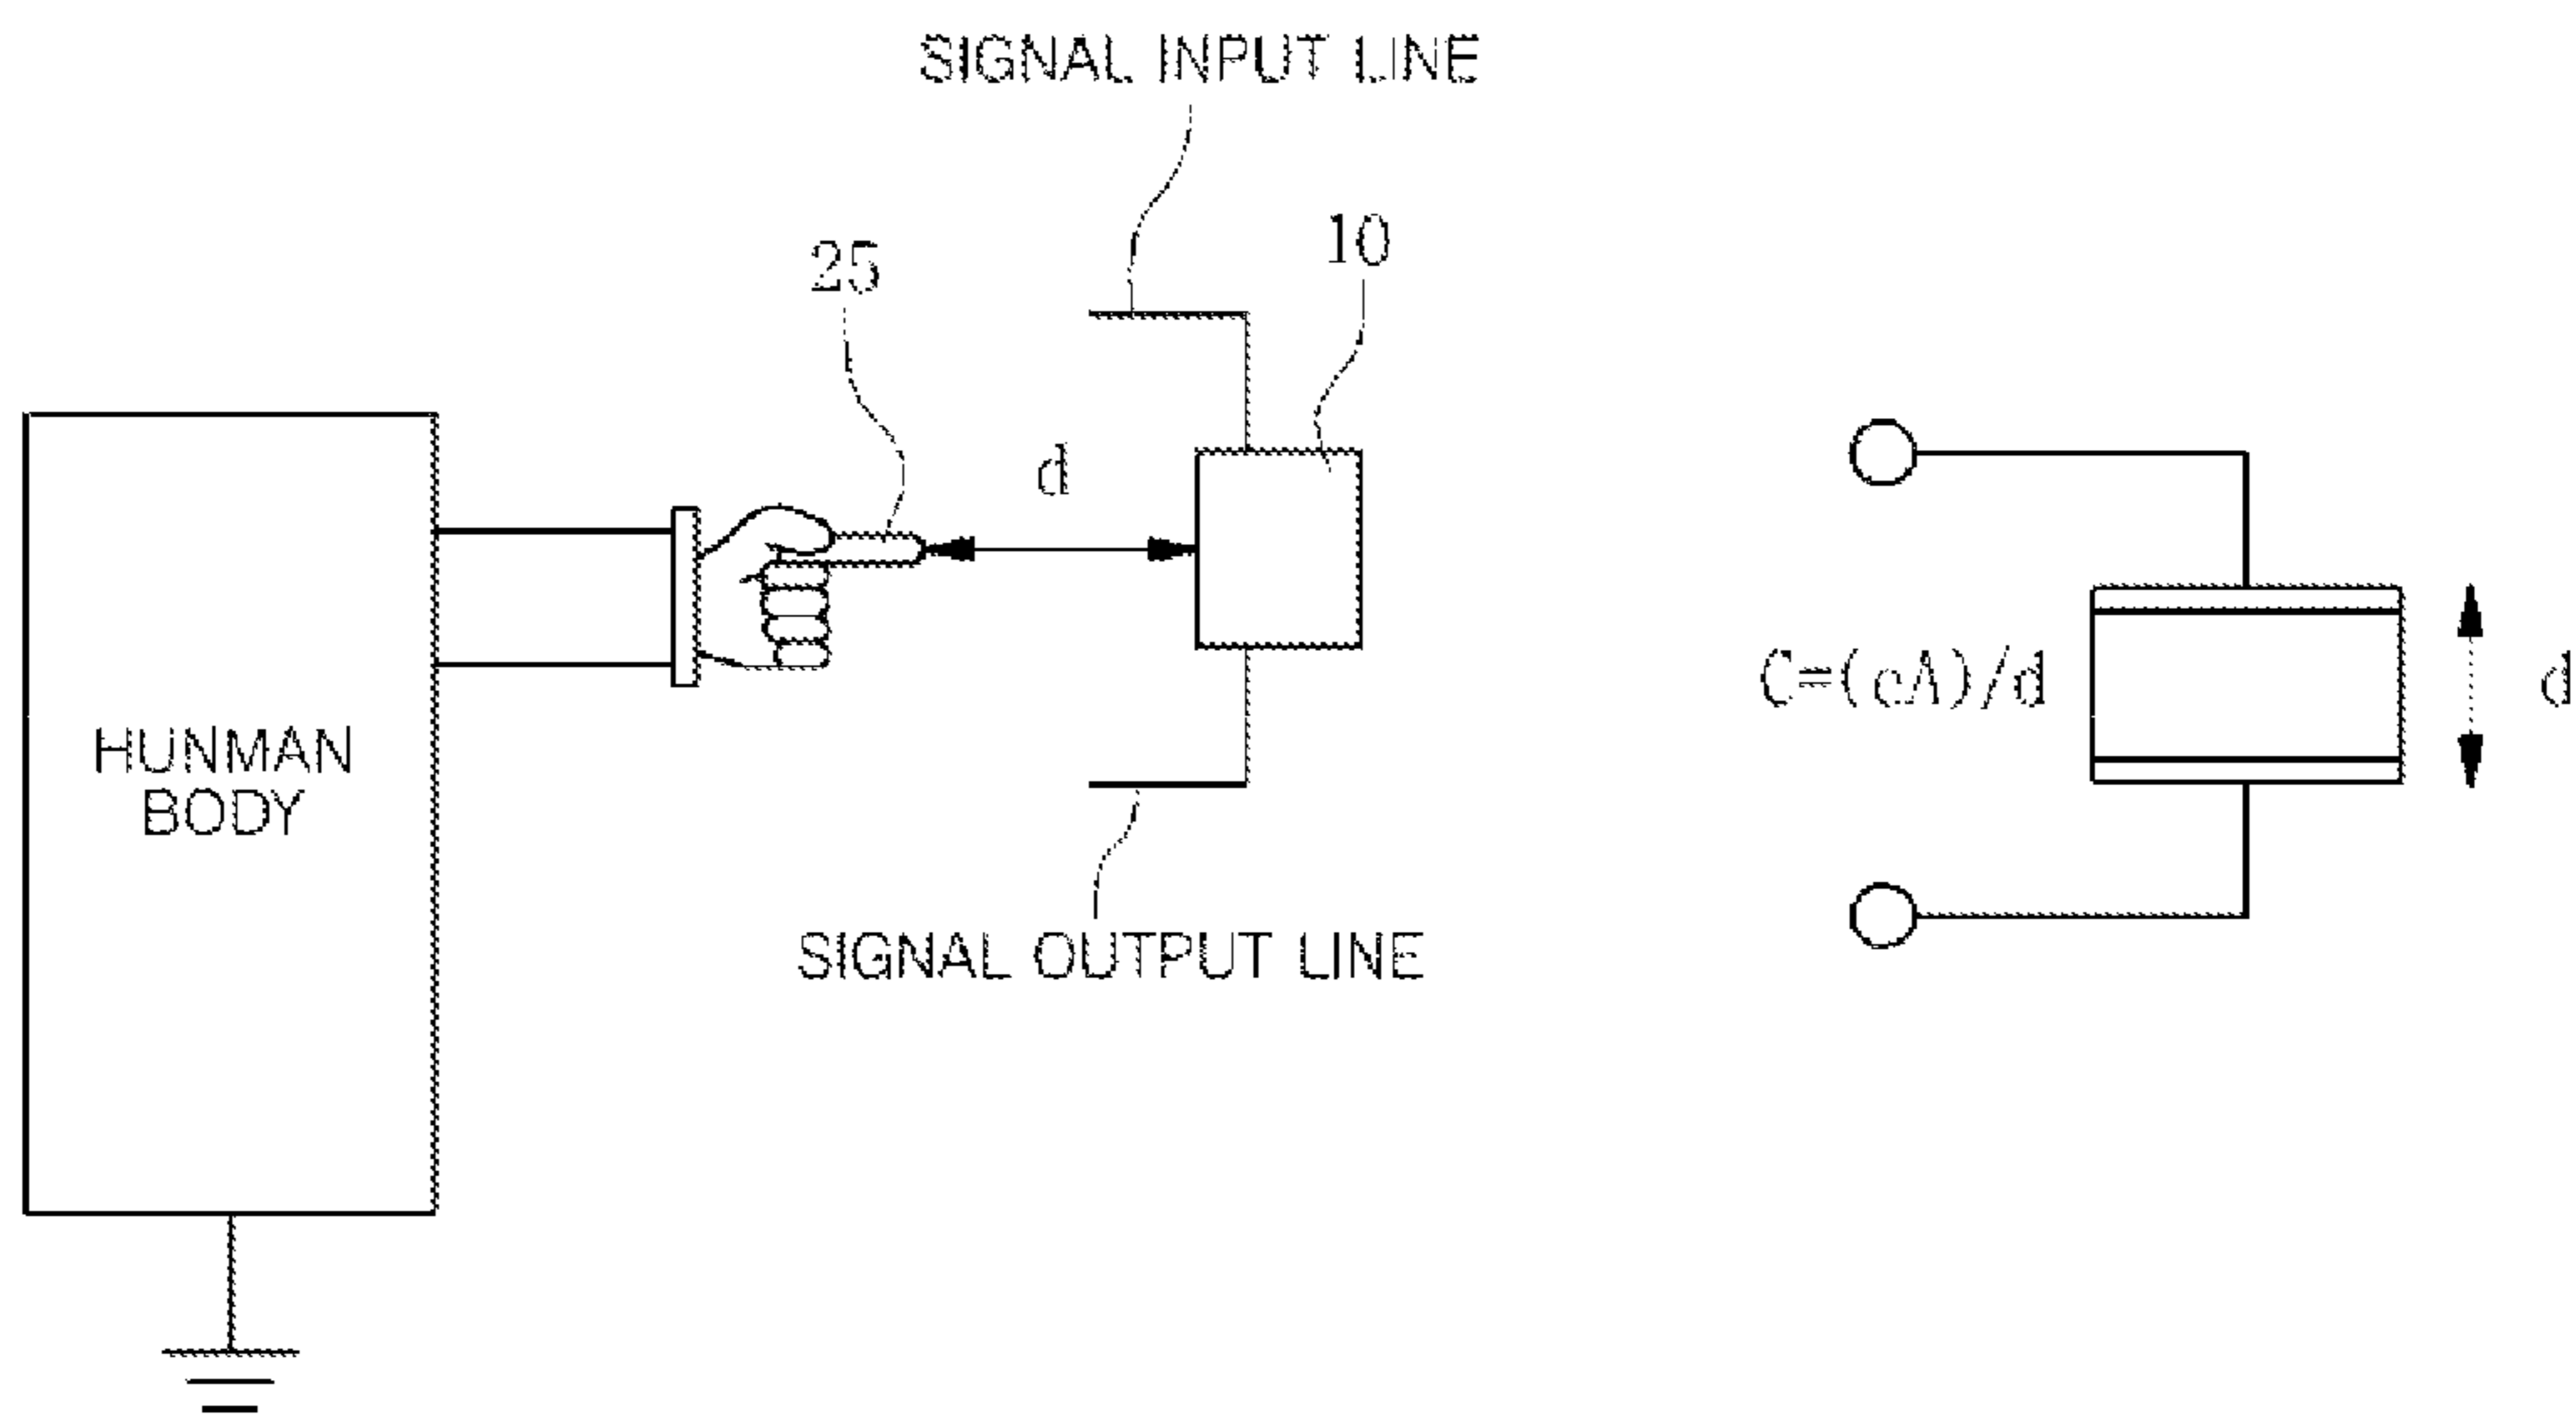 SIGNAL INPUT LINE
10
25
d
HUNMAN
BODY
SIGNAL OUTPUT LINE
C=(εA)/d
d